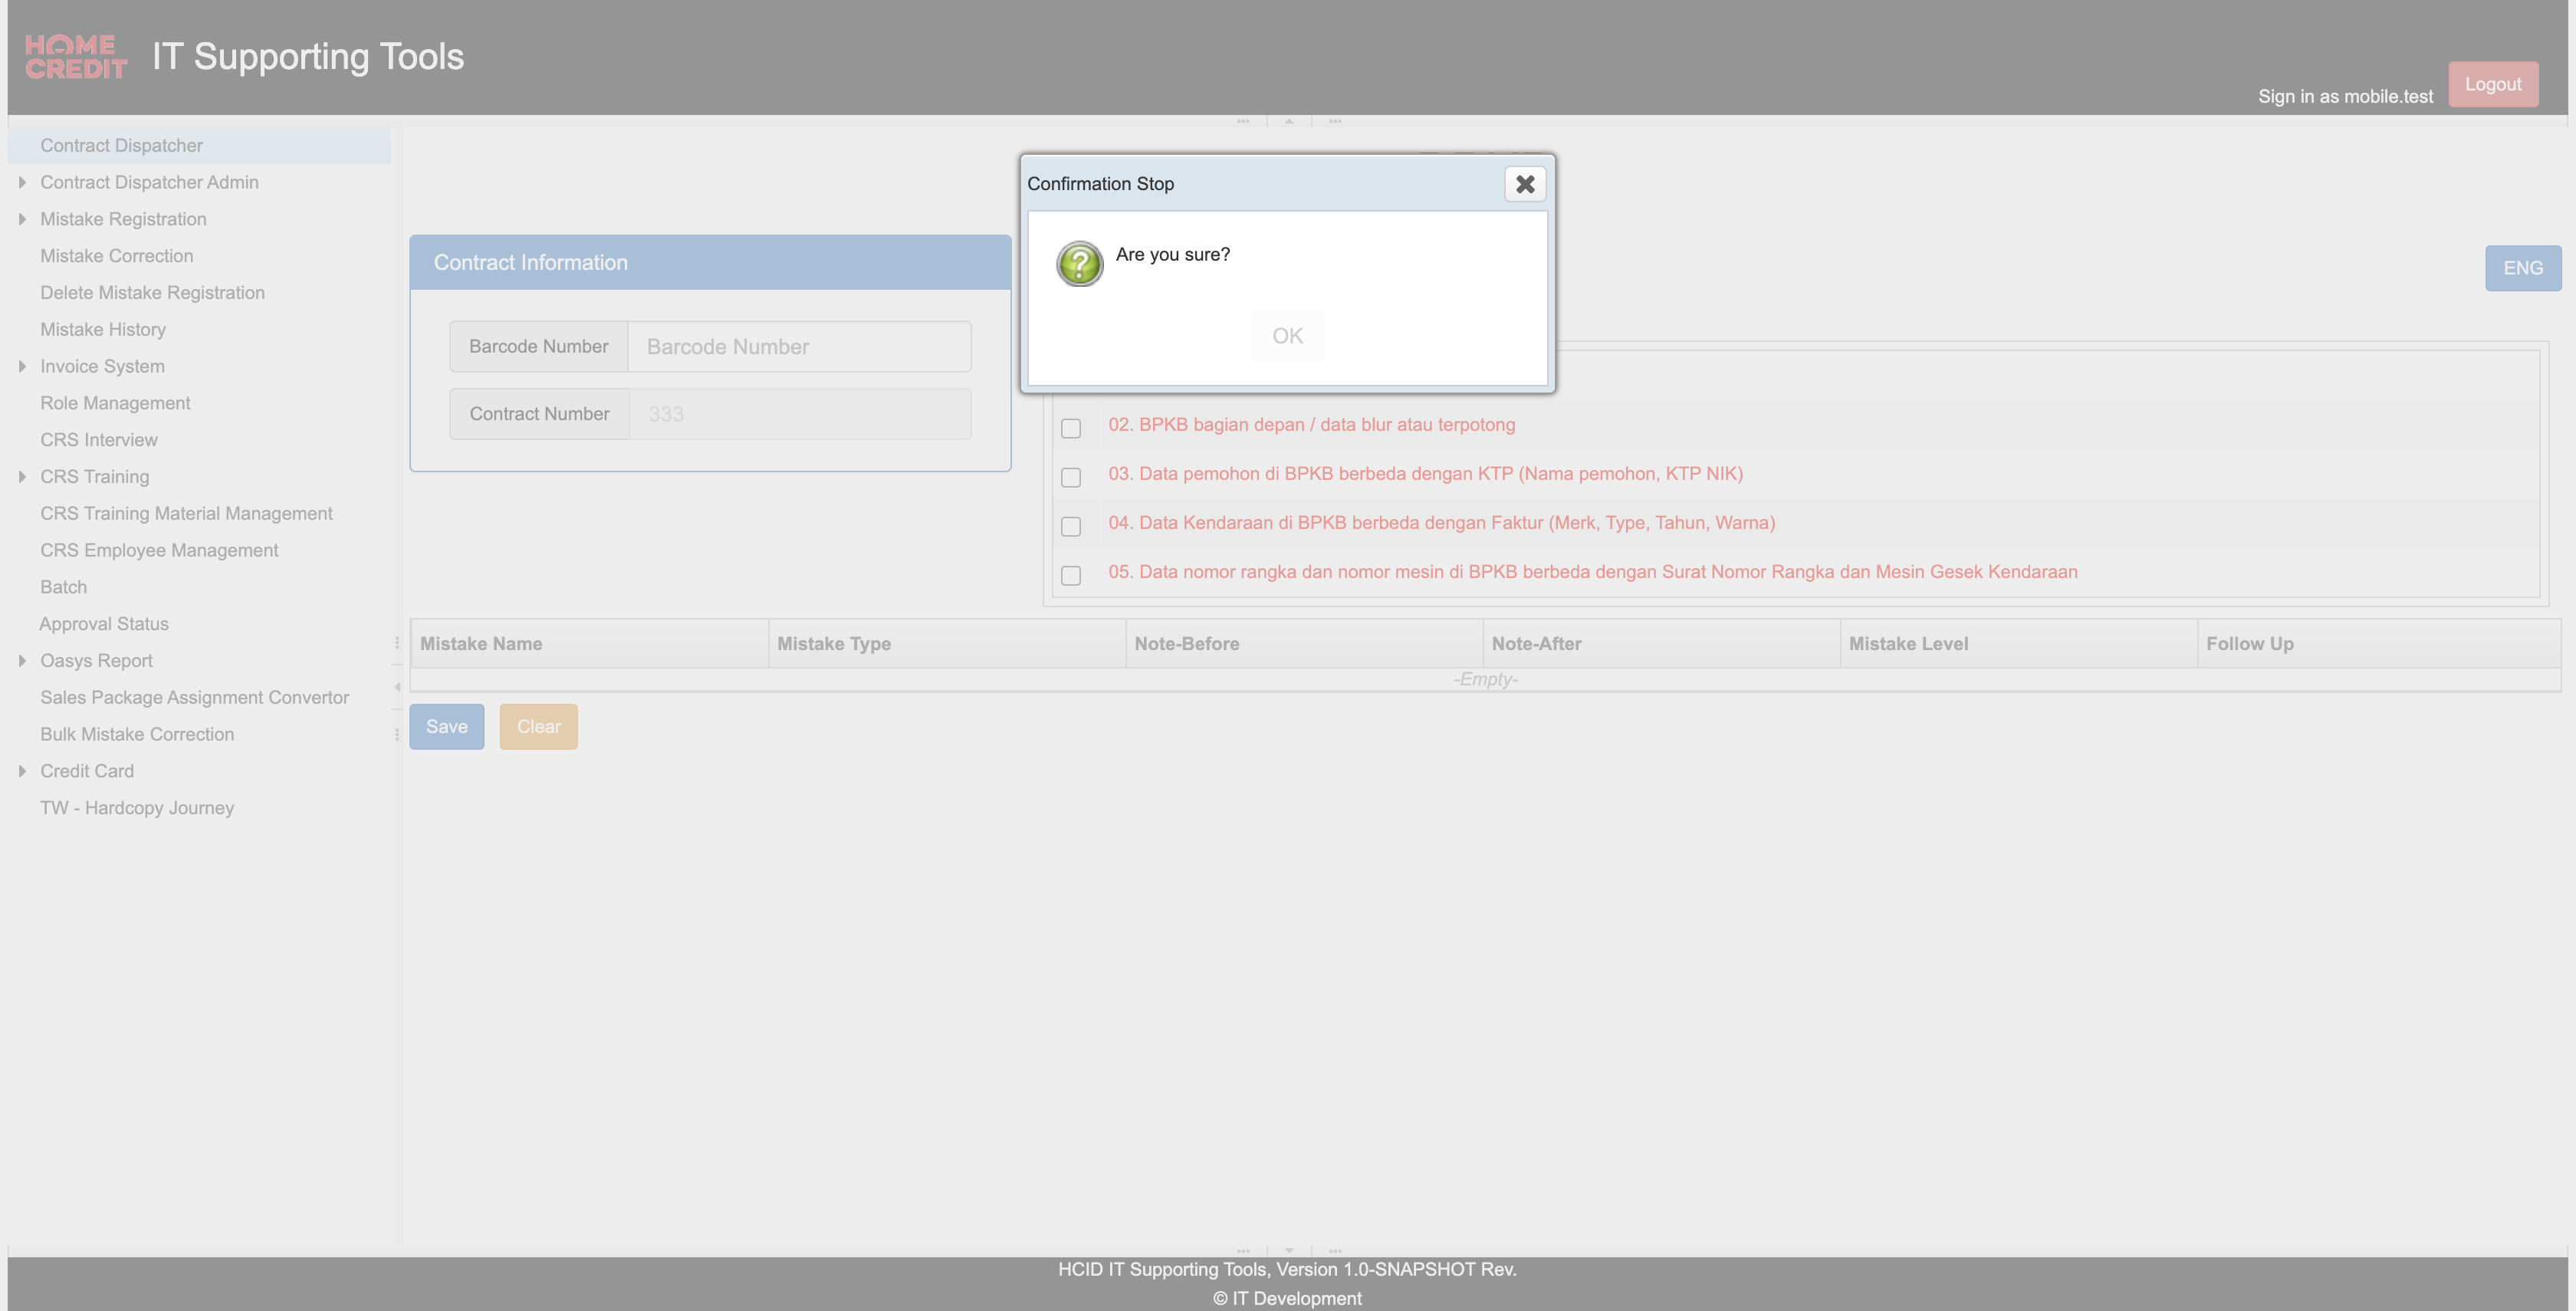 HOME
CREDIT
IT Supporting Tools
Sign in as mobile.test
Logout
Contract Dispatcher
Contract Dispatcher Admin
Mistake Registration
Mistake Correction
Delete Mistake Registration
Mistake History
Invoice System
Role Management
CRS Interview
CRS Training
CRS Training Material Management
CRS Employee Management
Batch
Approval Status
Oasys Report
Sales Package Assignment Convertor
Bulk Mistake Correction
Credit Card
TW - Hardcopy Journey
Confirmation Stop
Are you sure?
OK
Contract Information
Barcode Number
Barcode Number
Contract Number
333
ENG
02. BPKB bagian depan / data blur atau terpotong
03. Data pemohon di BPKB berbeda dengan KTP (Nama pemohon, KTP NIK)
04. Data Kendaraan di BPKB berbeda dengan Faktur (Merk, Type, Tahun, Warna)
05. Data nomor rangka dan nomor mesin di BPKB berbeda dengan Surat Nomor Rangka dan Mesin Gesek Kendaraan
Mistake Name
Mistake Type
Note-Before
Note-After
Mistake Level
Follow Up
-Empty-
Save
Clear
HCID IT Supporting Tools, Version 1.0-SNAPSHOT Rev.
© IT Development